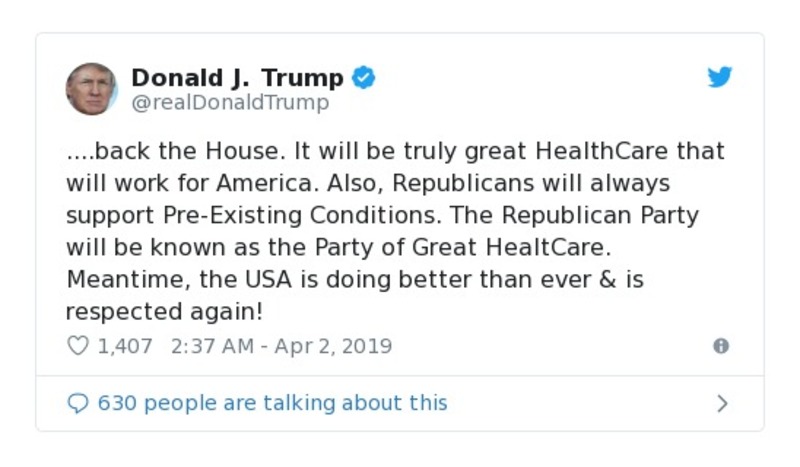 Donald J. Trump
@realDonaldTrump
....back the House. It will be truly great HealthCare that
will work for America. Also, Republicans will always
support Pre-Existing Conditions. The Republican Party
will be known as the Party of Great HealtCare.
Meantime, the USA is doing better than ever & is
respected again!
1,407 2:37 AM - Apr 2, 2019
630 people are talking about this